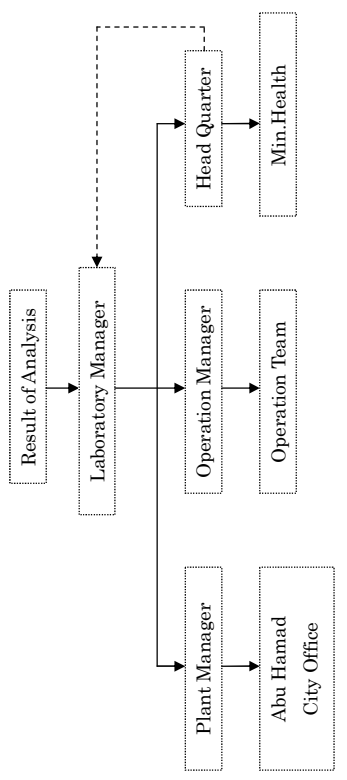 Result of Analysis
Laboratory Manager
Plant Manager
Operation Manager
Head Quarter
Abu Hamad
City Office
Operation Team
Min.Health